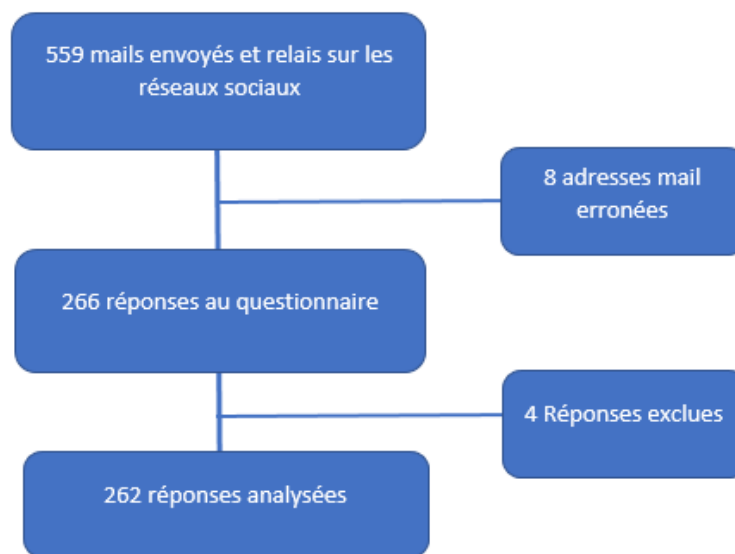 559 mails envoyés et relais sur les
réseaux sociaux
8 adresses mail
erronées
266 réponses au questionnaire
4 Réponses exclues
262 réponses analysées